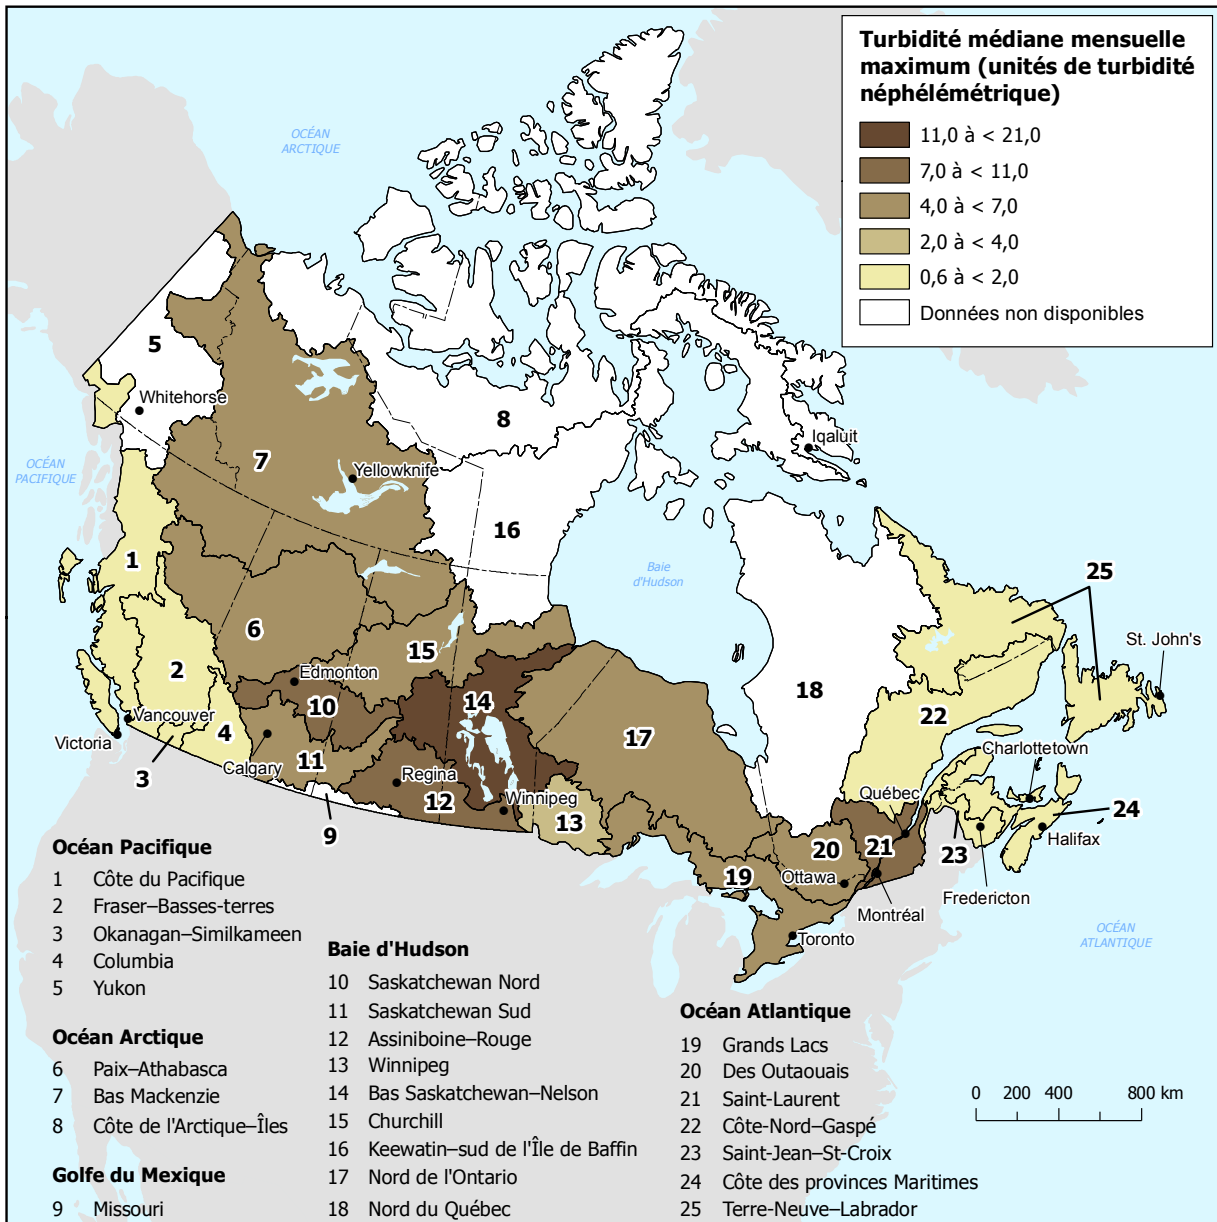 Turbidité médiane mensuelle
maximum (unités de turbidité
néphélémétrique)
11,0 à < 21,0
7,0 à < 11,0
4,0 à < 7,0
2,0 à < 4,0
0,6 à < 2,0
Données non disponibles
OCÉAN
ARCTIQUE
OCÉAN
PACIFIQUE
Baie
d'Hudson
OCÉAN
ATLANTIQUE
5
Whitehorse
8
Iqaluit
7
Yellowknife
16
1
25
6
15
St. John's
2
Edmonton
10
14
18
22
Vancouver
4
17
Victoria
Charlottetown
3
Calgary
11
Regina
12
Winnipeg
Québec
24
9
13
Halifax
20
21
23
19
Ottawa
Fredericton
Montréal
Toronto
Océan Pacifique
1 Côte du Pacifique
2 Fraser–Basses-terres
3 Okanagan–Similkameen
4 Columbia
5 Yukon
Océan Arctique
6 Paix–Athabasca
7 Bas Mackenzie
8 Côte de l'Arctique–Îles
Golfe du Mexique
9 Missouri
Baie d'Hudson
10 Saskatchewan Nord
11 Saskatchewan Sud
12 Assiniboine–Rouge
13 Winnipeg
14 Bas Saskatchewan–Nelson
15 Churchill
16 Keewatin–sud de l'Île de Baffin
17 Nord de l'Ontario
18 Nord du Québec
Océan Atlantique
19 Grands Lacs
20 Des Outaouais
21 Saint-Laurent
22 Côte-Nord–Gaspé
23 Saint-Jean–St-Croix
24 Côte des provinces Maritimes
25 Terre-Neuve–Labrador
0 200 400 800 km